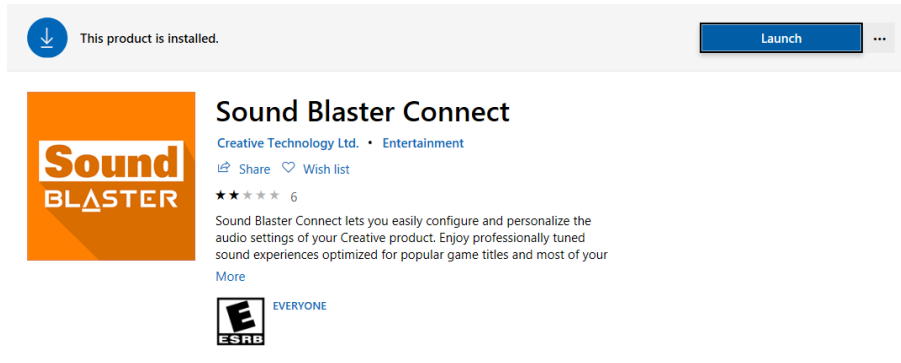 This product is installed.
Launch
...
Sound Blaster Connect
Creative Technology Ltd. • Entertainment
Share Wish list
6
Sound
BLASTER
Sound Blaster Connect lets you easily configure and personalize the
audio settings of your Creative product. Enjoy professionally tuned
sound experiences optimized for popular game titles and most of your
More
E
ESRB
EVERYONE